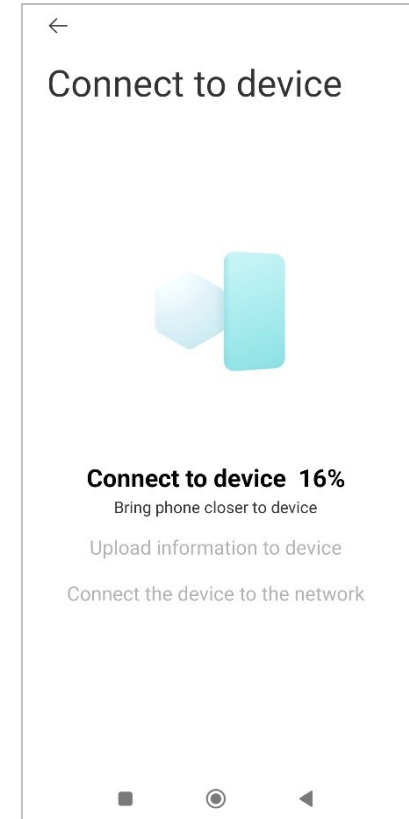 Connect to device
Connect to device 16%
Bring phone closer to device
Upload information to device
Connect the device to the network